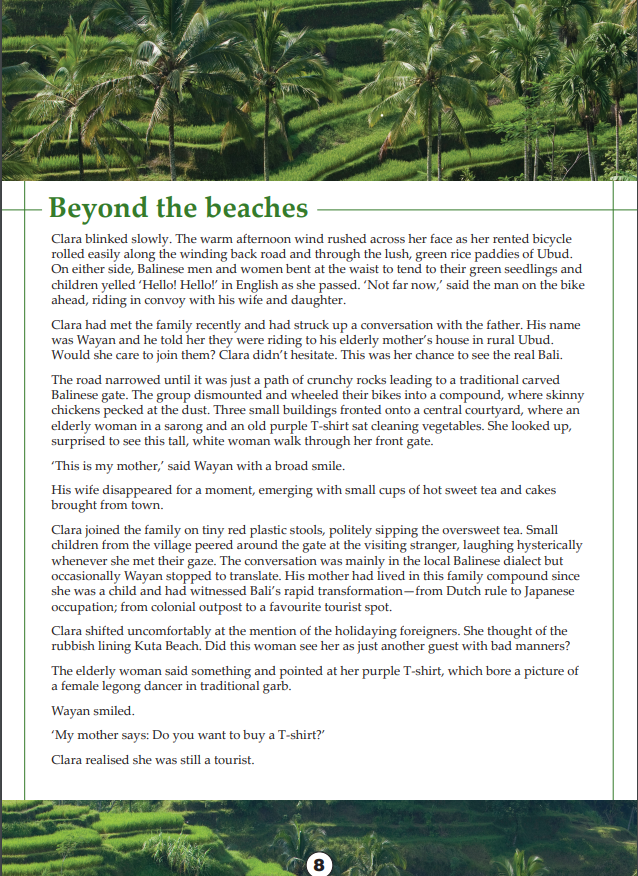 Beyond the beaches
Clara blinked slowly. The warm afternoon wind rushed across her face as her rented bicycle
rolled easily along the winding back road and through the lush, green rice paddies of Ubud.
On either side, Balinese men and women bent at the waist to tend to their green seedlings and
children yelled ‘Hello! Hello!’ in English as she passed. ‘Not far now,’ said the man on the bike
ahead, riding in convoy with his wife and daughter.
Clara had met the family recently and had struck up a conversation with the father. His name
was Wayan and he told her they were riding to his elderly mother’s house in rural Ubud.
Would she care to join them? Clara didn’t hesitate. This was her chance to see the real Bali.
The road narrowed until it was just a path of crunchy rocks leading to a traditional carved
Balinese gate. The group dismounted and wheeled their bikes into a compound, where skinny
chickens pecked at the dust. Three small buildings fronted onto a central courtyard, where an
elderly woman in a sarong and an old purple T-shirt sat cleaning vegetables. She looked up,
surprised to see this tall, white woman walk through her front gate.
‘This is my mother,’ said Wayan with a broad smile.
His wife disappeared for a moment, emerging with small cups of hot sweet tea and cakes
brought from town.
Clara joined the family on tiny red plastic stools, politely sipping the oversweet tea. Small
children from the village peered around the gate at the visiting stranger, laughing hysterically
whenever she met their gaze. The conversation was mainly in the local Balinese dialect but
occasionally Wayan stopped to translate. His mother had lived in this family compound since
she was a child and had witnessed Bali’s rapid transformation—from Dutch rule to Japanese
occupation; from colonial outpost to a favourite tourist spot.
Clara shifted uncomfortably at the mention of the holidaying foreigners. She thought of the
rubbish lining Kuta Beach. Did this woman see her as just another guest with bad manners?
The elderly woman said something and pointed at her purple T-shirt, which bore a picture of
a female legong dancer in traditional garb.
Wayan smiled.
‘My mother says: Do you want to buy a T-shirt?’
Clara realised she was still a tourist.
8